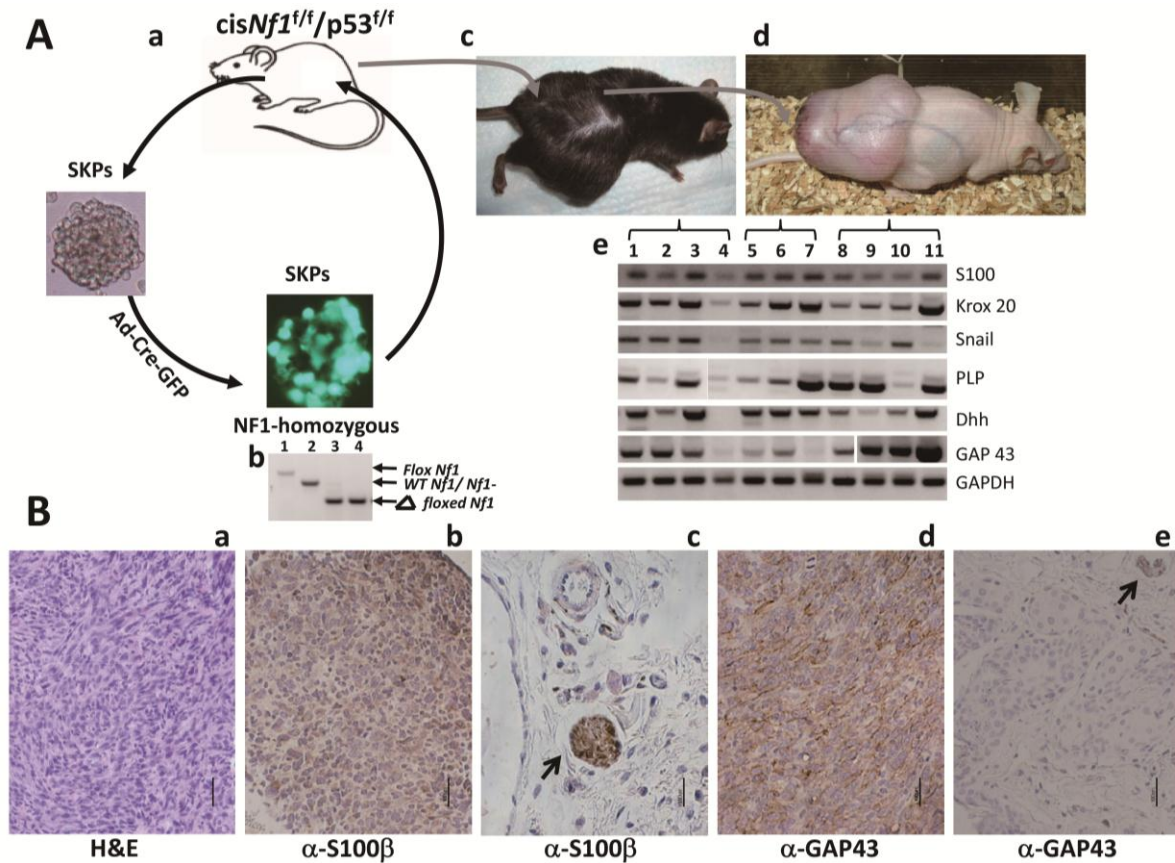 A
a
cisNf1f/f/p53f/f
c
d
SKPs
SKPs
Ad-Cre-GFP
NF1-homozygous
b
1 2 3 4
Flox Nf1
WT Nf1/ Nf1-
Δ floxed Nf1
e
1 2 3 4 5 6 7 8 9 10 11
S100
Krox 20
Snail
PLP
Dhh
GAP 43
GAPDH
B
a b c d e
H&E α-S100β α-S100β α-GAP43 α-GAP43